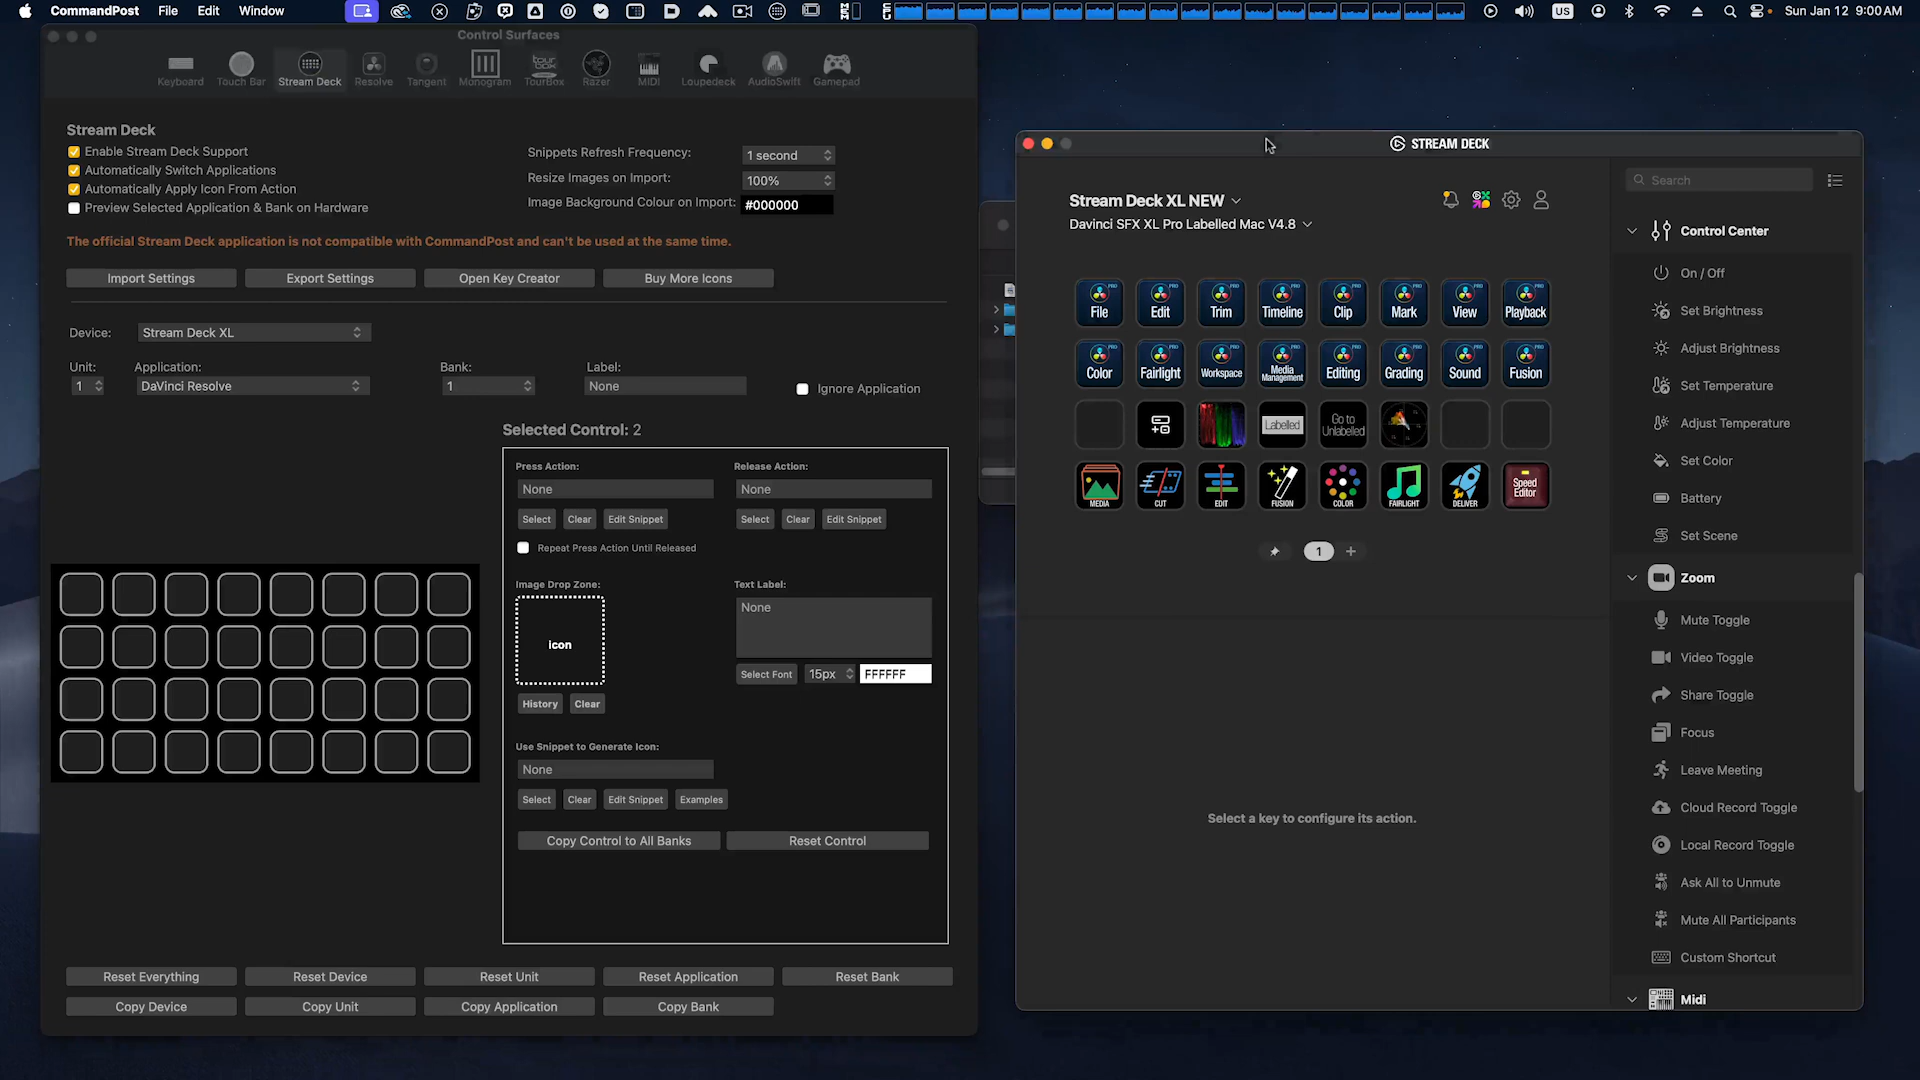 CommandPost File Edit Window
US
Sun Jan 12 9:00 AM
Control Surfaces
Keyboard Touch Bar Stream Deck Resolve Tangent Monogram TourBox Razer MIDI Loupedeck AudioSwift Gamepad
Stream Deck
Enable Stream Deck Support
Automatically Switch Applications
Automatically Apply Icon From Action
Preview Selected Application & Bank on Hardware
Snippets Refresh Frequency: 1 second
Resize Images on Import: 100%
Image Background Colour on Import: #000000
The official Stream Deck application is not compatible with CommandPost and can't be used at the same time.
Import Settings Export Settings Open Key Creator Buy More Icons
Device: Stream Deck XL
Unit: Application: Bank: Label:
1 DaVinci Resolve 1 None Ignore Application
Selected Control: 2
Press Action: Release Action:
None None
Select Clear Edit Snippet Select Clear Edit Snippet
Repeat Press Action Until Released
Image Drop Zone: Text Label:
Icon
None
Select Font 15px FFFFFF
History Clear
Use Snippet to Generate Icon:
None
Select Clear Edit Snippet Examples
Copy Control to All Banks Reset Control
Reset Everything Reset Device Reset Unit Reset Application Reset Bank
Copy Device Copy Unit Copy Application Copy Bank
STREAM DECK
Stream Deck XL NEW
Davinci SFX XL Pro Labelled Mac V4.8
File Edit Trim Timeline Clip Mark View Playback
Color Fairlight Workspace Media Management Editing Grading Sound Fusion
Labelled Go to Unlabelled
MEDIA CUT EDIT FUSION COLOR FAIRLIGHT DELIVER Speed Editor
1 +
Select a key to configure its action.
Search
Control Center
On / Off
Set Brightness
Adjust Brightness
Set Temperature
Adjust Temperature
Set Color
Battery
Set Scene
Zoom
Mute Toggle
Video Toggle
Share Toggle
Focus
Leave Meeting
Cloud Record Toggle
Local Record Toggle
Ask All to Unmute
Mute All Participants
Custom Shortcut
Midi